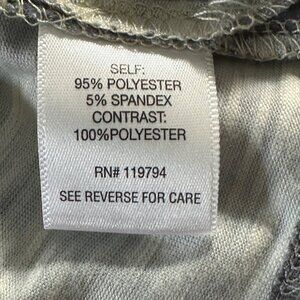 SELF:
95% POLYESTER
5% SPANDEX
CONTRAST:
100%POLYESTER
RN# 119794
SEE REVERSE FOR CARE